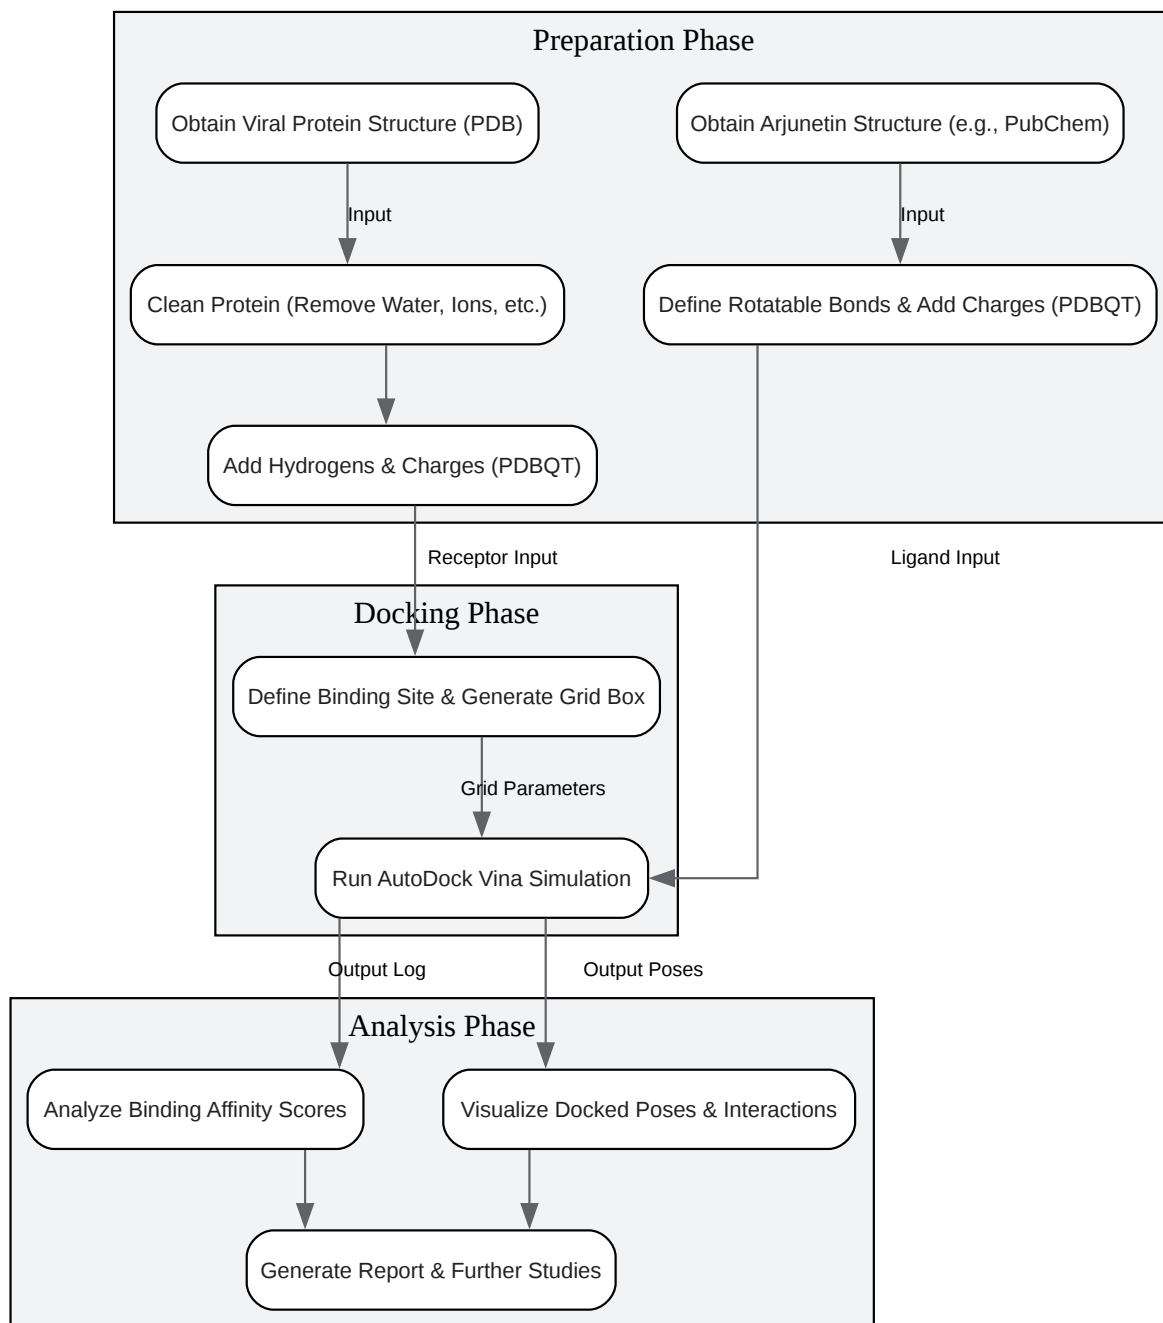 Preparation Phase
Obtain Viral Protein Structure (PDB)
Obtain Arjunetin Structure (e.g., PubChem)
Input
Input
Clean Protein (Remove Water, Ions, etc.)
Define Rotatable Bonds & Add Charges (PDBQT)
Add Hydrogens & Charges (PDBQT)
Receptor Input
Ligand Input
Docking Phase
Define Binding Site & Generate Grid Box
Grid Parameters
Run AutoDock Vina Simulation
Output Log
Output Poses
Analysis Phase
Analyze Binding Affinity Scores
Visualize Docked Poses & Interactions
Generate Report & Further Studies